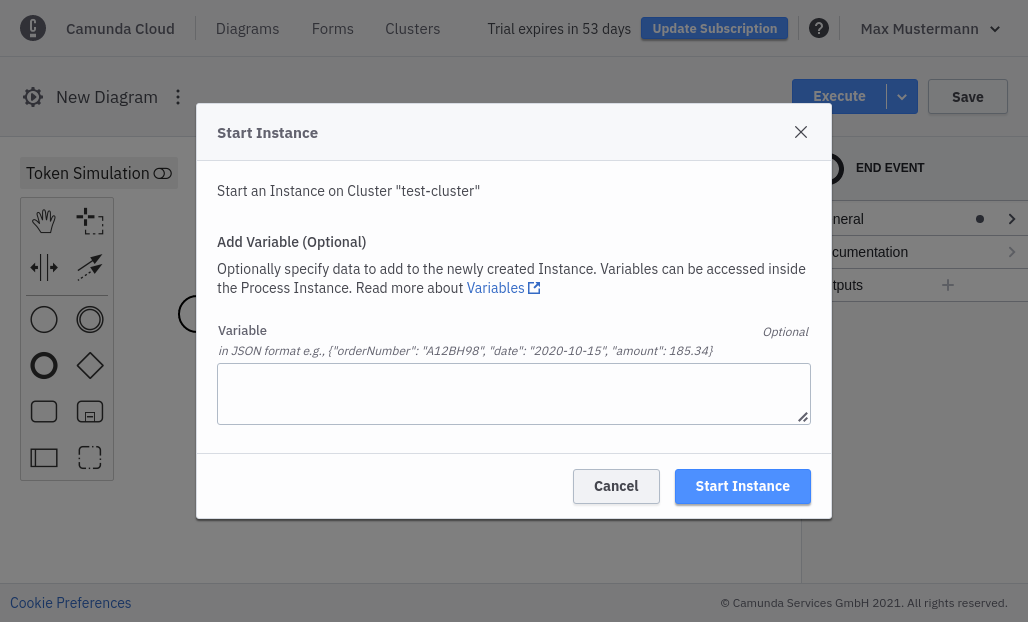 Camunda Cloud
Diagrams
Forms
Clusters
Trial expires in 53 days
Update Subscription
?
Max Mustermann
New Diagram
Execute
Save
Token Simulation
END EVENT
neral
cumentation
tputs
Start Instance
Start an Instance on Cluster "test-cluster"
Add Variable (Optional)
Optionally specify data to add to the newly created Instance. Variables can be accessed inside
the Process Instance. Read more about Variables
Variable
Optional
in JSON format e.g., {"orderNumber": "A12BH98", "date": "2020-10-15", "amount": 185.34}
Cancel
Start Instance
Cookie Preferences
© Camunda Services GmbH 2021. All rights reserved.